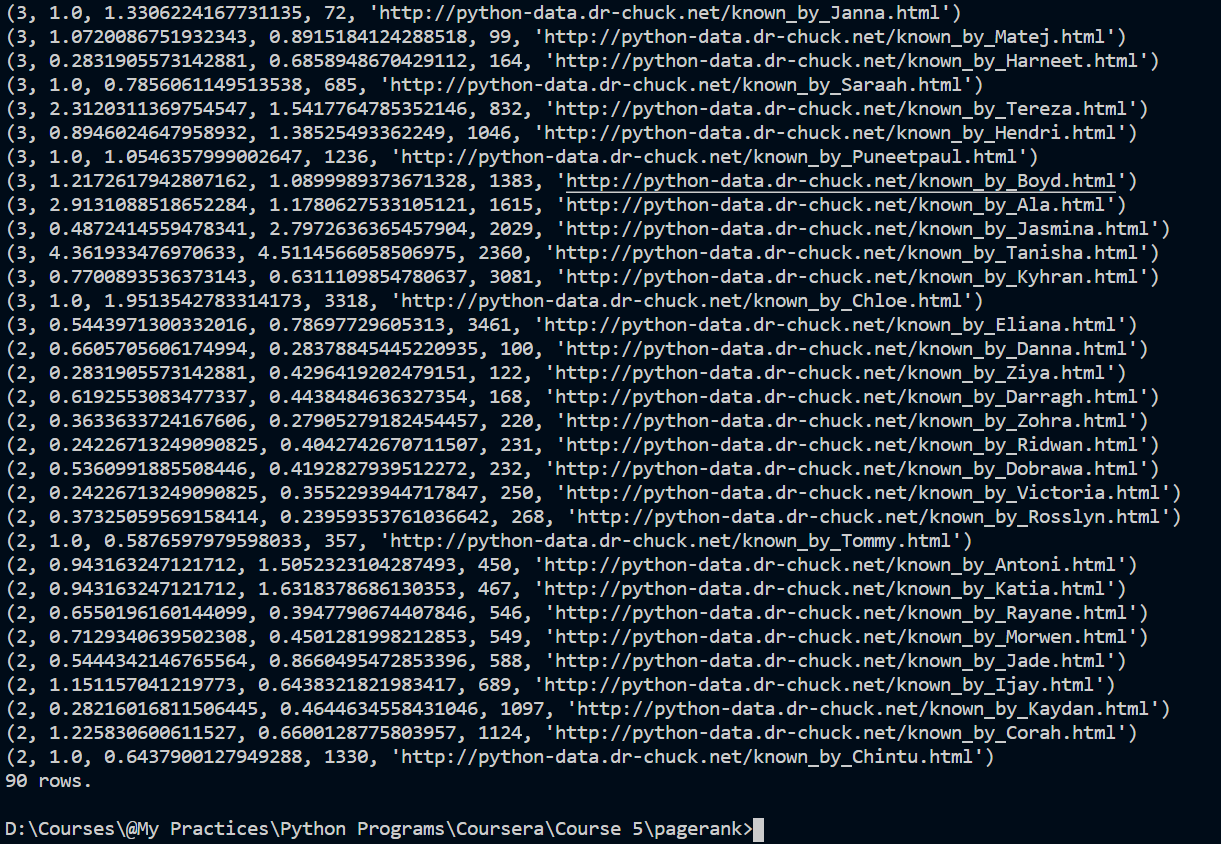 (3, 1.0, 1.3306224167731135, 72, 'http://python-data.dr-chuck.net/known_by_Janna.html')
(3, 1.0720086751932343, 0.8915184124288518, 99, 'http://python-data.dr-chuck.net/known_by_Matej.html')
(3, 0.2831905573142881, 0.6858948670429112, 164, 'http://python-data.dr-chuck.net/known_by_Harneet.html')
(3, 1.0, 0.7856061149513538, 685, 'http://python-data.dr-chuck.net/known_by_Saraah.html')
(3, 2.3120311369754547, 1.5417764785352146, 832, 'http://python-data.dr-chuck.net/known_by_Tereza.html')
(3, 0.8946024647958932, 1.38525493362249, 1046, 'http://python-data.dr-chuck.net/known_by_Hendri.html')
(3, 1.0, 1.0546357999002647, 1236, 'http://python-data.dr-chuck.net/known_by_Puneetpaul.html')
(3, 1.2172617942807162, 1.0899989373671328, 1383, 'http://python-data.dr-chuck.net/known_by_Boyd.html')
(3, 2.9131088518652284, 1.1780627533105121, 1615, 'http://python-data.dr-chuck.net/known_by_Ala.html')
(3, 0.4872414559478341, 2.7972636365457904, 2029, 'http://python-data.dr-chuck.net/known_by_Jasmina.html')
(3, 4.361933476970633, 4.5114566058506975, 2360, 'http://python-data.dr-chuck.net/known_by_Tanisha.html')
(3, 0.7700893536373143, 0.6311109854780637, 3081, 'http://python-data.dr-chuck.net/known_by_Kyhran.html')
(3, 1.0, 1.9513542783314173, 3318, 'http://python-data.dr-chuck.net/known_by_Chloe.html')
(3, 0.5443971300332016, 0.78697729605313, 3461, 'http://python-data.dr-chuck.net/known_by_Eliana.html')
(2, 0.6605705606174994, 0.28378845445220935, 100, 'http://python-data.dr-chuck.net/known_by_Danna.html')
(2, 0.2831905573142881, 0.4296419202479151, 122, 'http://python-data.dr-chuck.net/known_by_Ziya.html')
(2, 0.6192553083477337, 0.4438484636327354, 168, 'http://python-data.dr-chuck.net/known_by_Darragh.html')
(2, 0.3633633724167606, 0.27905279182454457, 220, 'http://python-data.dr-chuck.net/known_by_Zohra.html')
(2, 0.24226713249090825, 0.4042742670711507, 231, 'http://python-data.dr-chuck.net/known_by_Ridwan.html')
(2, 0.5360991885508446, 0.4192827939512272, 232, 'http://python-data.dr-chuck.net/known_by_Dobrawa.html')
(2, 0.24226713249090825, 0.3552293944717847, 250, 'http://python-data.dr-chuck.net/known_by_Victoria.html')
(2, 0.37325059569158414, 0.23959353761036642, 268, 'http://python-data.dr-chuck.net/known_by_Rosslyn.html')
(2, 1.0, 0.5876597979598033, 357, 'http://python-data.dr-chuck.net/known_by_Tommy.html')
(2, 0.943163247121712, 1.5052323104287493, 450, 'http://python-data.dr-chuck.net/known_by_Antoni.html')
(2, 0.943163247121712, 1.6318378686130353, 467, 'http://python-data.dr-chuck.net/known_by_Katia.html')
(2, 0.6550196160144099, 0.3947790674407846, 546, 'http://python-data.dr-chuck.net/known_by_Rayane.html')
(2, 0.7129340639502308, 0.4501281998212853, 549, 'http://python-data.dr-chuck.net/known_by_Morwen.html')
(2, 0.5444342146765564, 0.8660495472853396, 588, 'http://python-data.dr-chuck.net/known_by_Jade.html')
(2, 1.151157041219773, 0.6438321821983417, 689, 'http://python-data.dr-chuck.net/known_by_Ijay.html')
(2, 0.28216016811506445, 0.4644634558431046, 1097, 'http://python-data.dr-chuck.net/known_by_Kaydan.html')
(2, 1.225830600611527, 0.6600128775803957, 1124, 'http://python-data.dr-chuck.net/known_by_Corah.html')
(2, 1.0, 0.6437900127949288, 1330, 'http://python-data.dr-chuck.net/known_by_Chintu.html')
90 rows.
D:\Courses\@My Practices\Python Programs\Coursera\Course 5\pagerank>